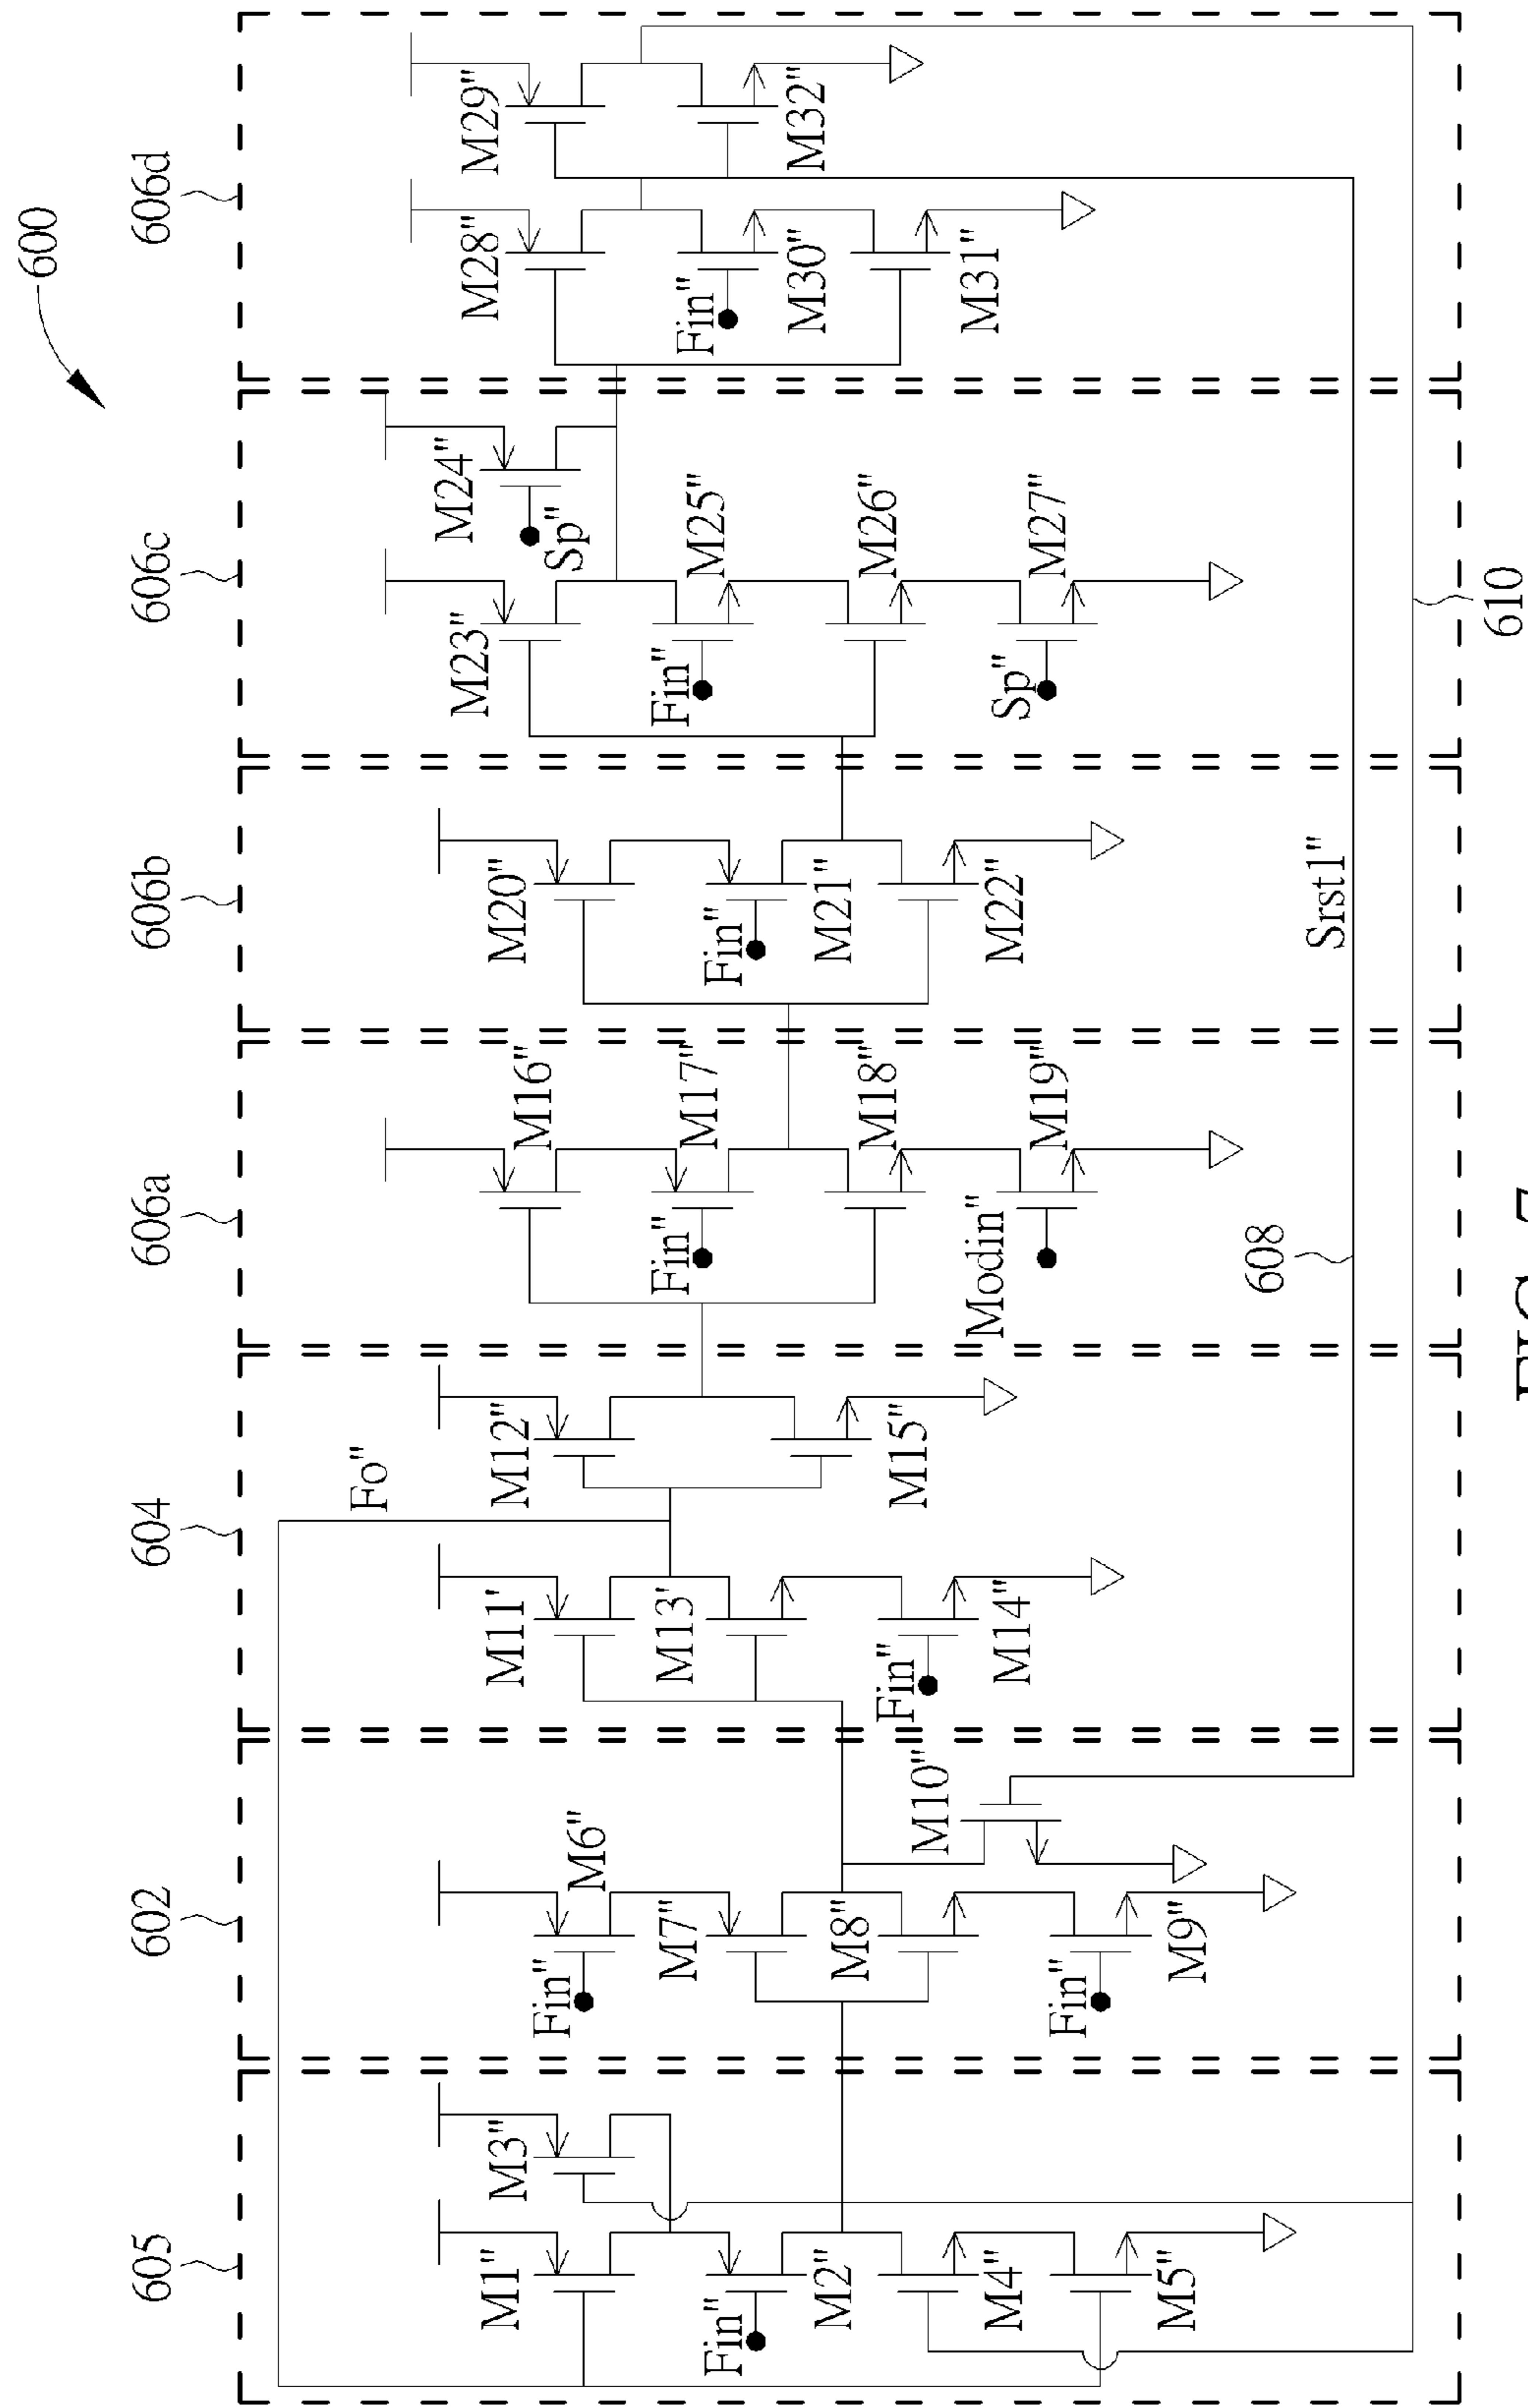 600
605
602
604
606a
606b
606c
606d
M1"
M3"
Fin"
M2"
M4"
M5"
Fin"
M6"
M7"
M8"
Fin"
M9"
M10"
Fo"
M11'
M12"
M13'
Fin"
M14"
M15"
M16"
Fin"
M17"
M18"
Modin"
M19"
M20"
Fin"
M21"
M22"
M23"
M24"
Sp"
Fin"
M25"
M26"
Sp"
M27"
M28"
M29"
Fin"
M30"
M31"
M32"
608
Srst1"
610